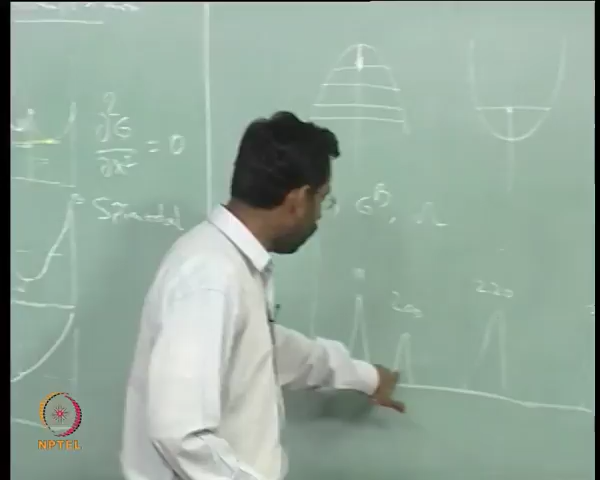 ∂²G/∂x² = 0
Spinodal
G^B, Ω
200
220
NPTEL